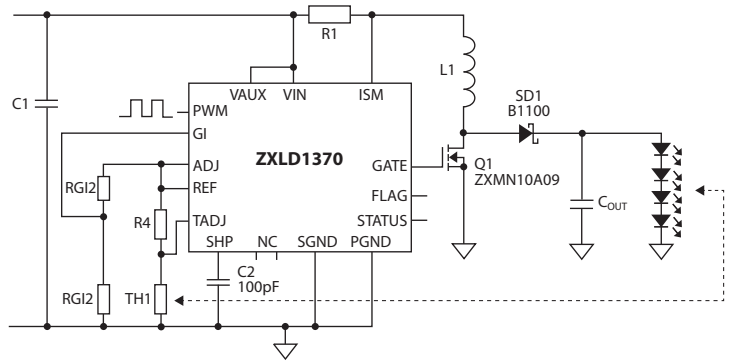 R1
C1
L1
VAUX VIN ISM
SD1
B1100
PWM
GI
ZXLD1370
ADJ
GATE
Q1
ZXMN10A09
RGI2
REF
FLAG
R4
TADJ
STATUS
COUT
SHP NC SGND PGND
C2
100pF
RGI2
TH1